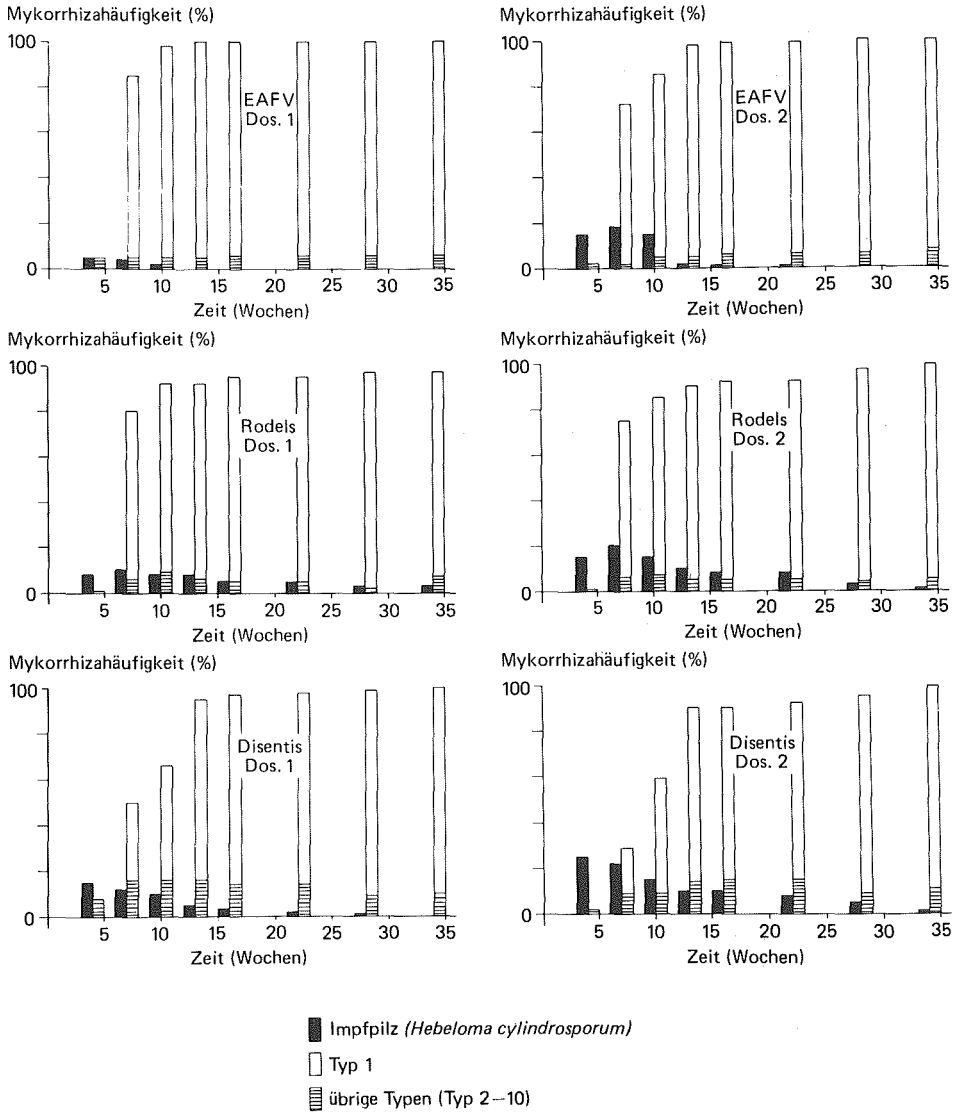 Mykorrhizahäufigkeit (%)
100
EAFV
Dos. 1
0
5 10 15 20 25 30 35
Zeit (Wochen)
Mykorrhizahäufigkeit (%)
100
EAFV
Dos. 2
0
5 10 15 20 25 30 35
Zeit (Wochen)
Mykorrhizahäufigkeit (%)
100
Rodels
Dos. 1
0
5 10 15 20 25 30 35
Zeit (Wochen)
Mykorrhizahäufigkeit (%)
100
Rodels
Dos. 2
0
5 10 15 20 25 30 35
Zeit (Wochen)
Mykorrhizahäufigkeit (%)
100
Disentis
Dos. 1
0
5 10 15 20 25 30 35
Zeit (Wochen)
Mykorrhizahäufigkeit (%)
100
Disentis
Dos. 2
0
5 10 15 20 25 30 35
Zeit (Wochen)
Impfpilz (Hebeloma cylindrosporum)
Typ 1
übrige Typen (Typ 2–10)